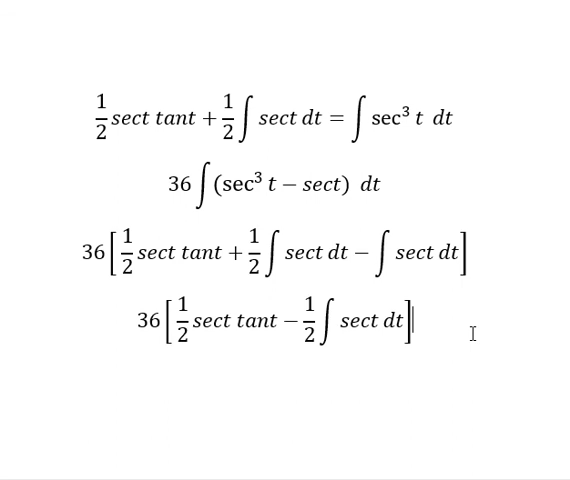 1/2 sect tant + 1/2 ∫ sect dt = ∫ sec³ t dt
36 ∫ (sec³ t − sect) dt
36 [1/2 sect tant + 1/2 ∫ sect dt − ∫ sect dt]
36 [1/2 sect tant − 1/2 ∫ sect dt]